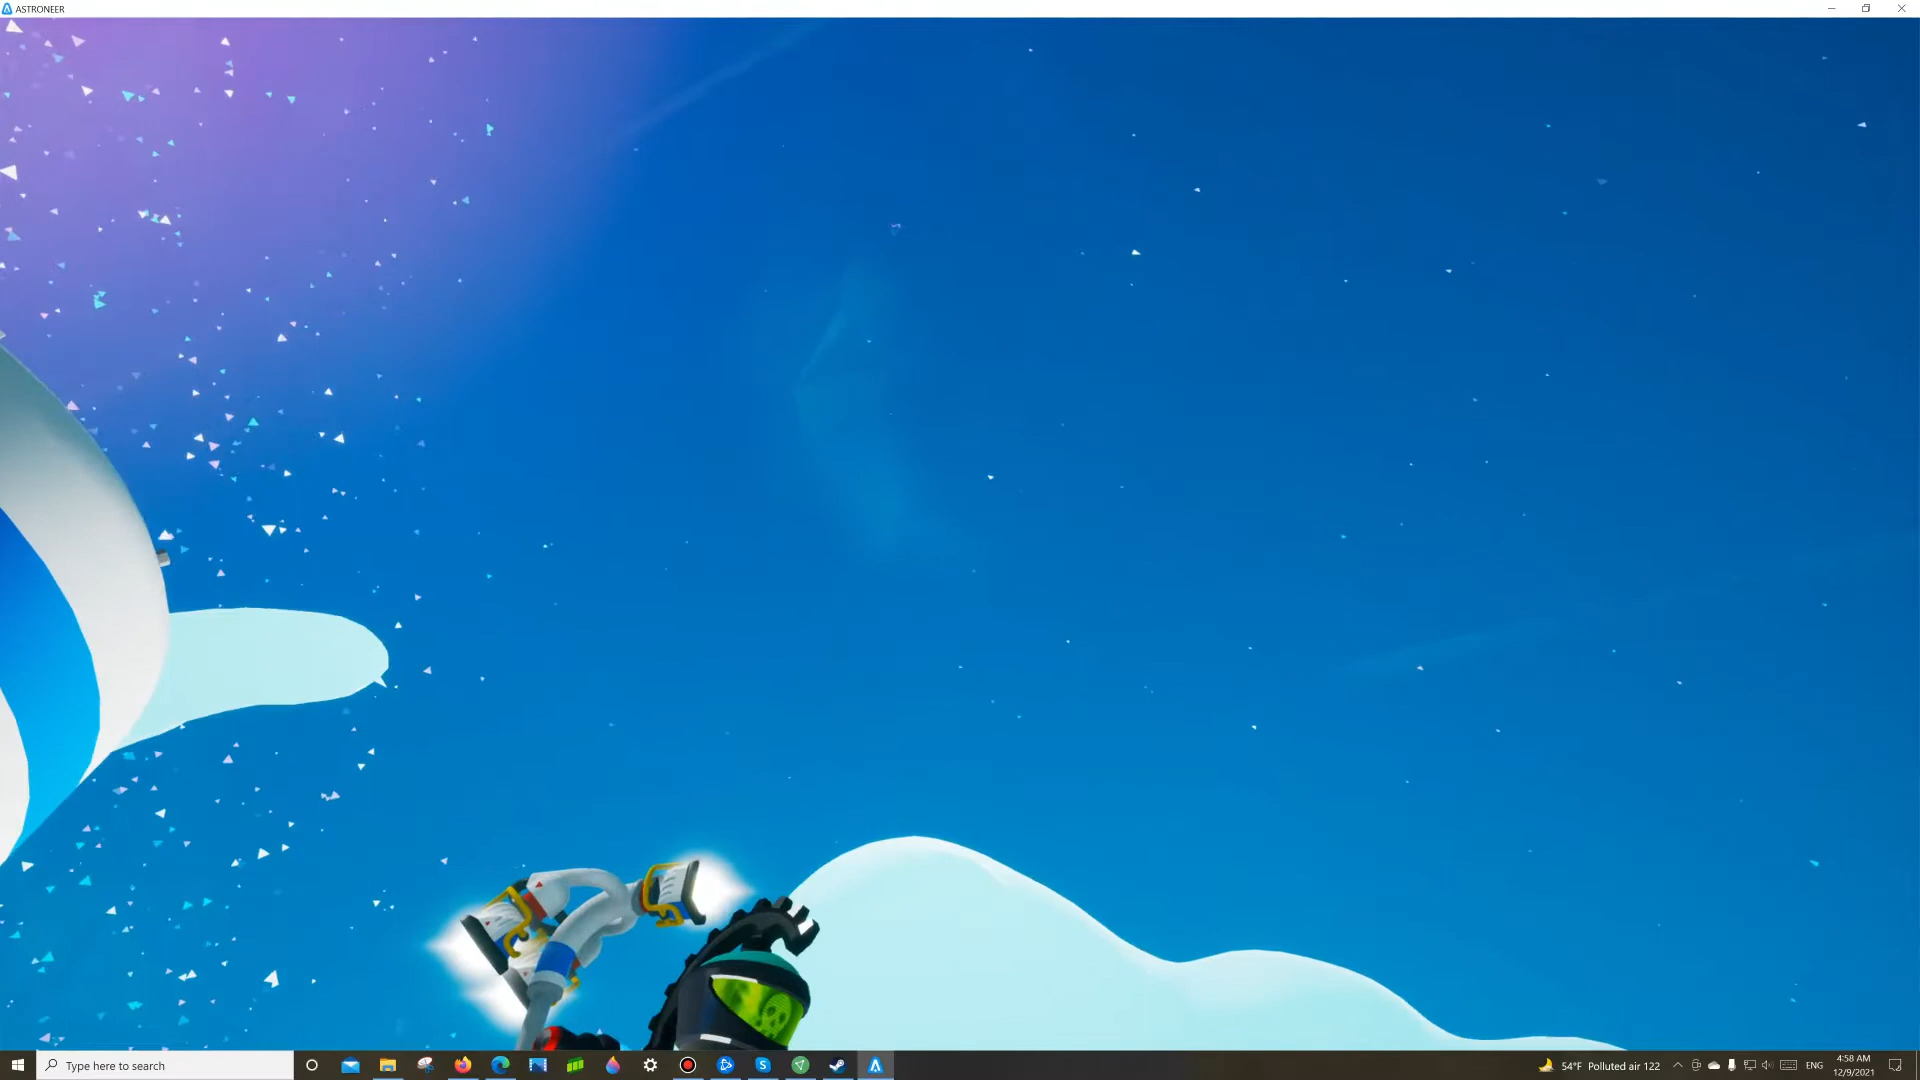 ASTRONEER
Type here to search
54°F Polluted air 122
ENG
4:58 AM
12/9/2021